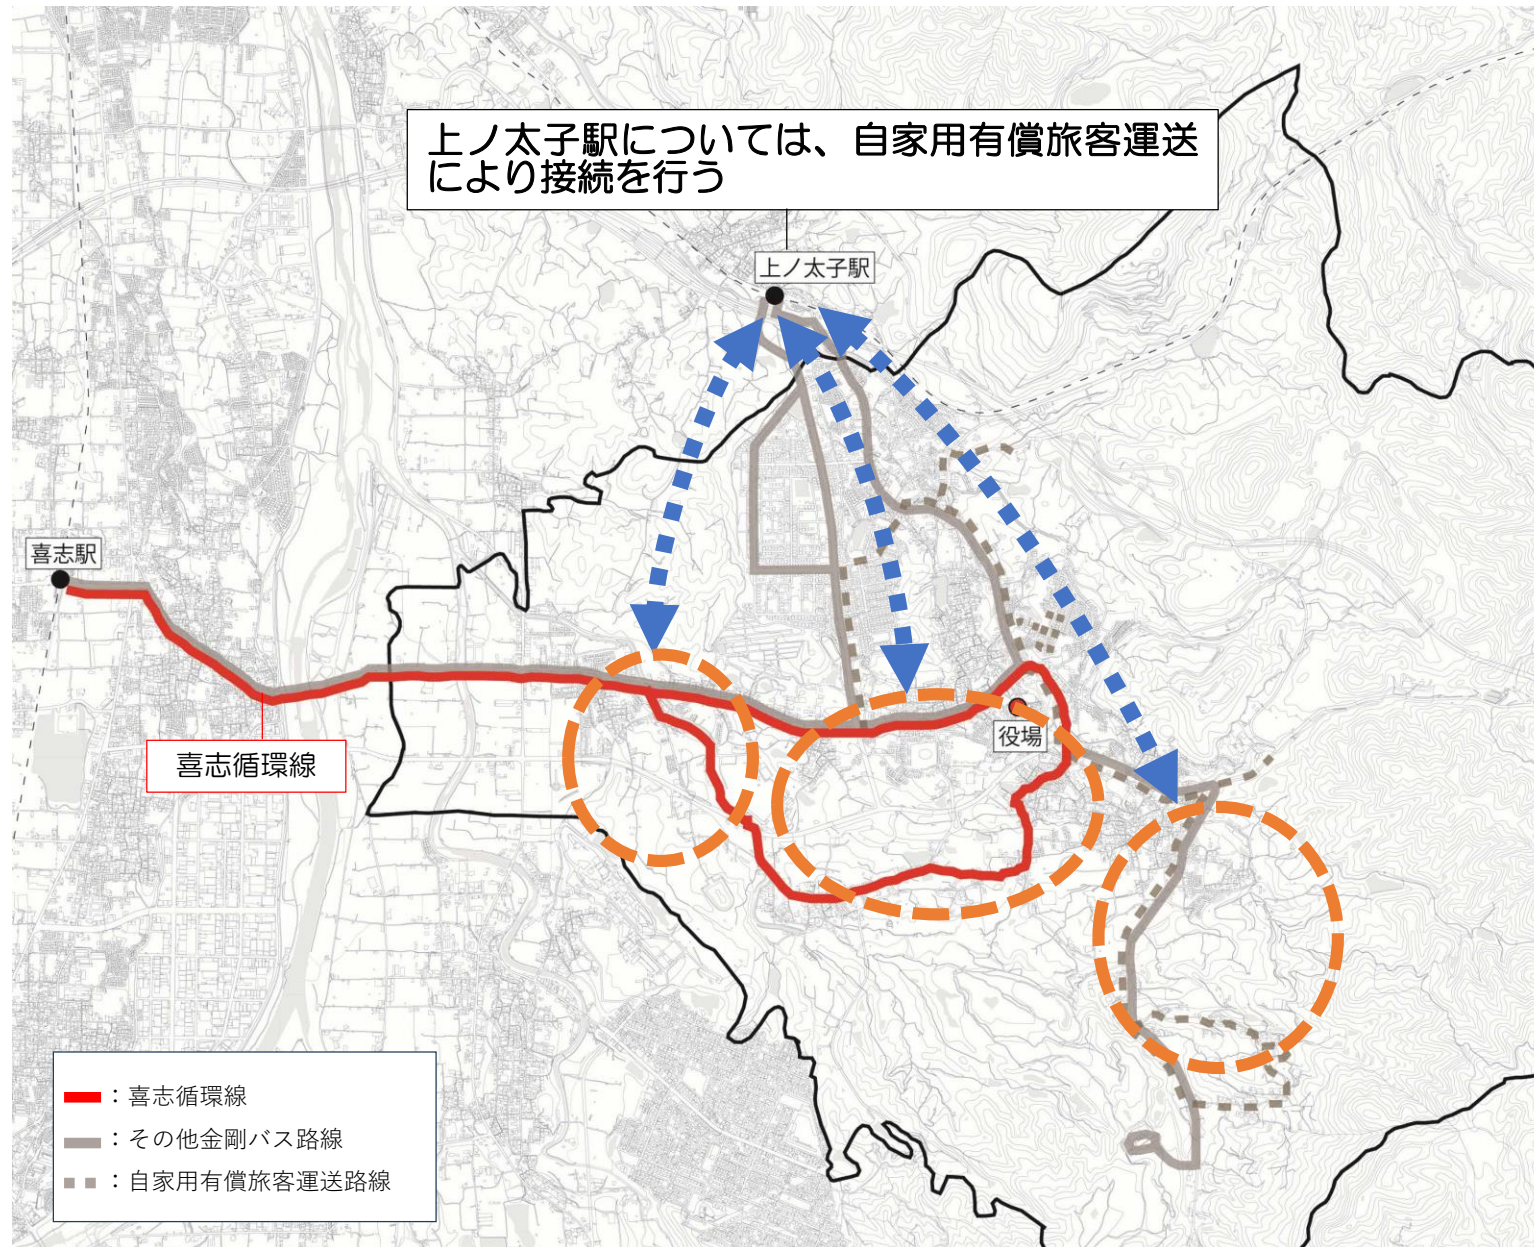 上ノ太子駅については、自家用有償旅客運送
により接続を行う
上ノ太子駅
喜志駅
役場
喜志循環線
：喜志循環線
：その他金剛バス路線
：自家用有償旅客運送路線